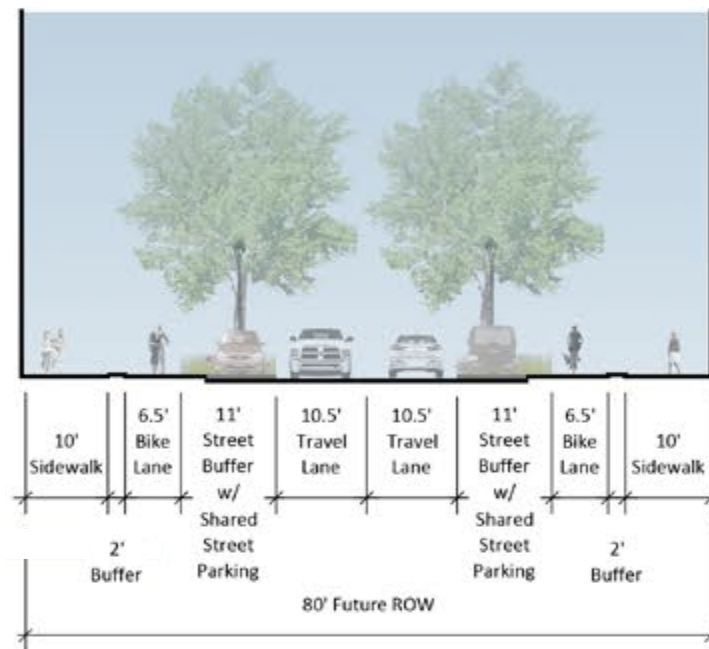 10'
Sidewalk
2'
Buffer
6.5'
Bike
Lane
11'
Street
Buffer
w/
Shared
Street
Parking
10.5'
Travel
Lane
10.5'
Travel
Lane
11'
Street
Buffer
w/
Shared
Street
Parking
6.5'
Bike
Lane
2'
Buffer
10'
Sidewalk
80' Future ROW